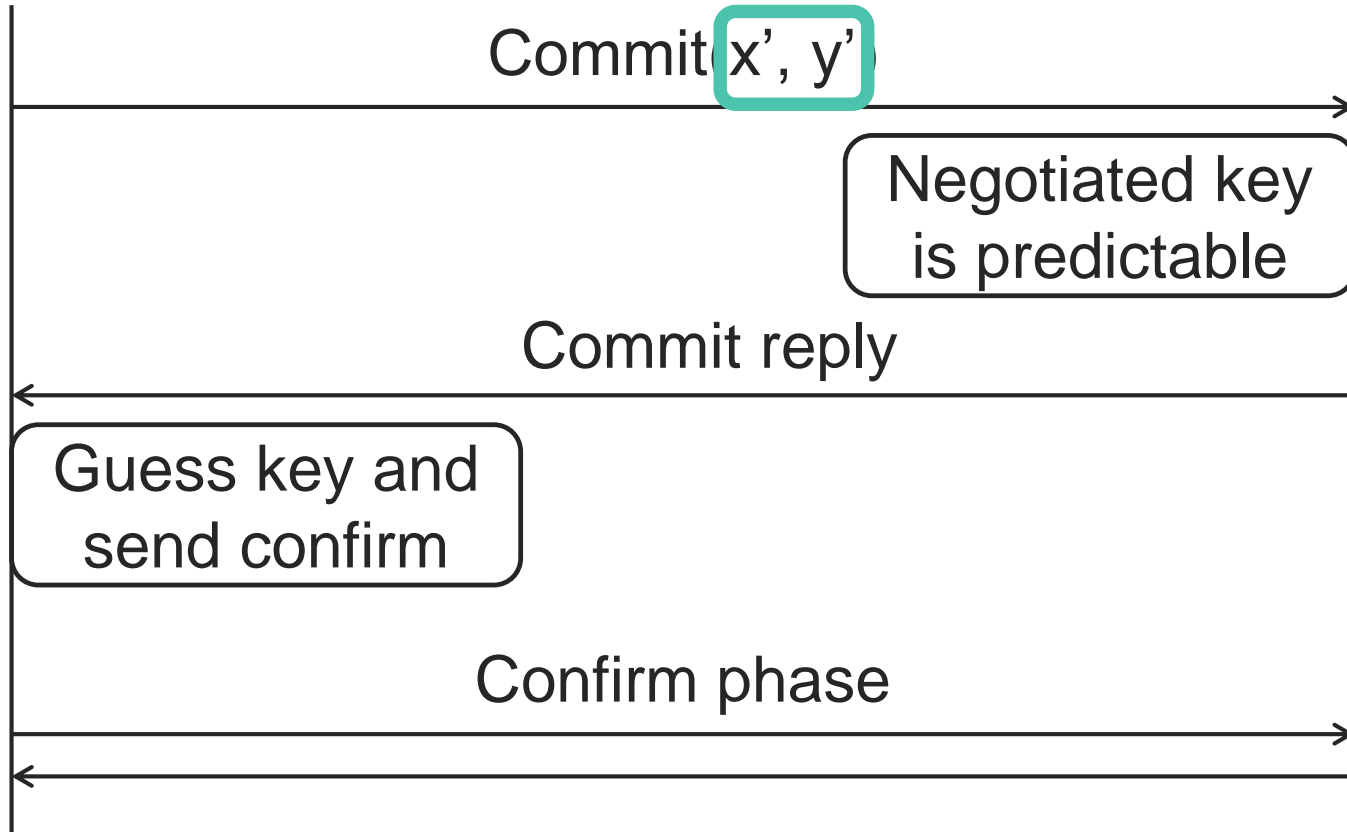 Commit(x’, y’)
Negotiated key
is predictable
Commit reply
Guess key and
send confirm
Confirm phase